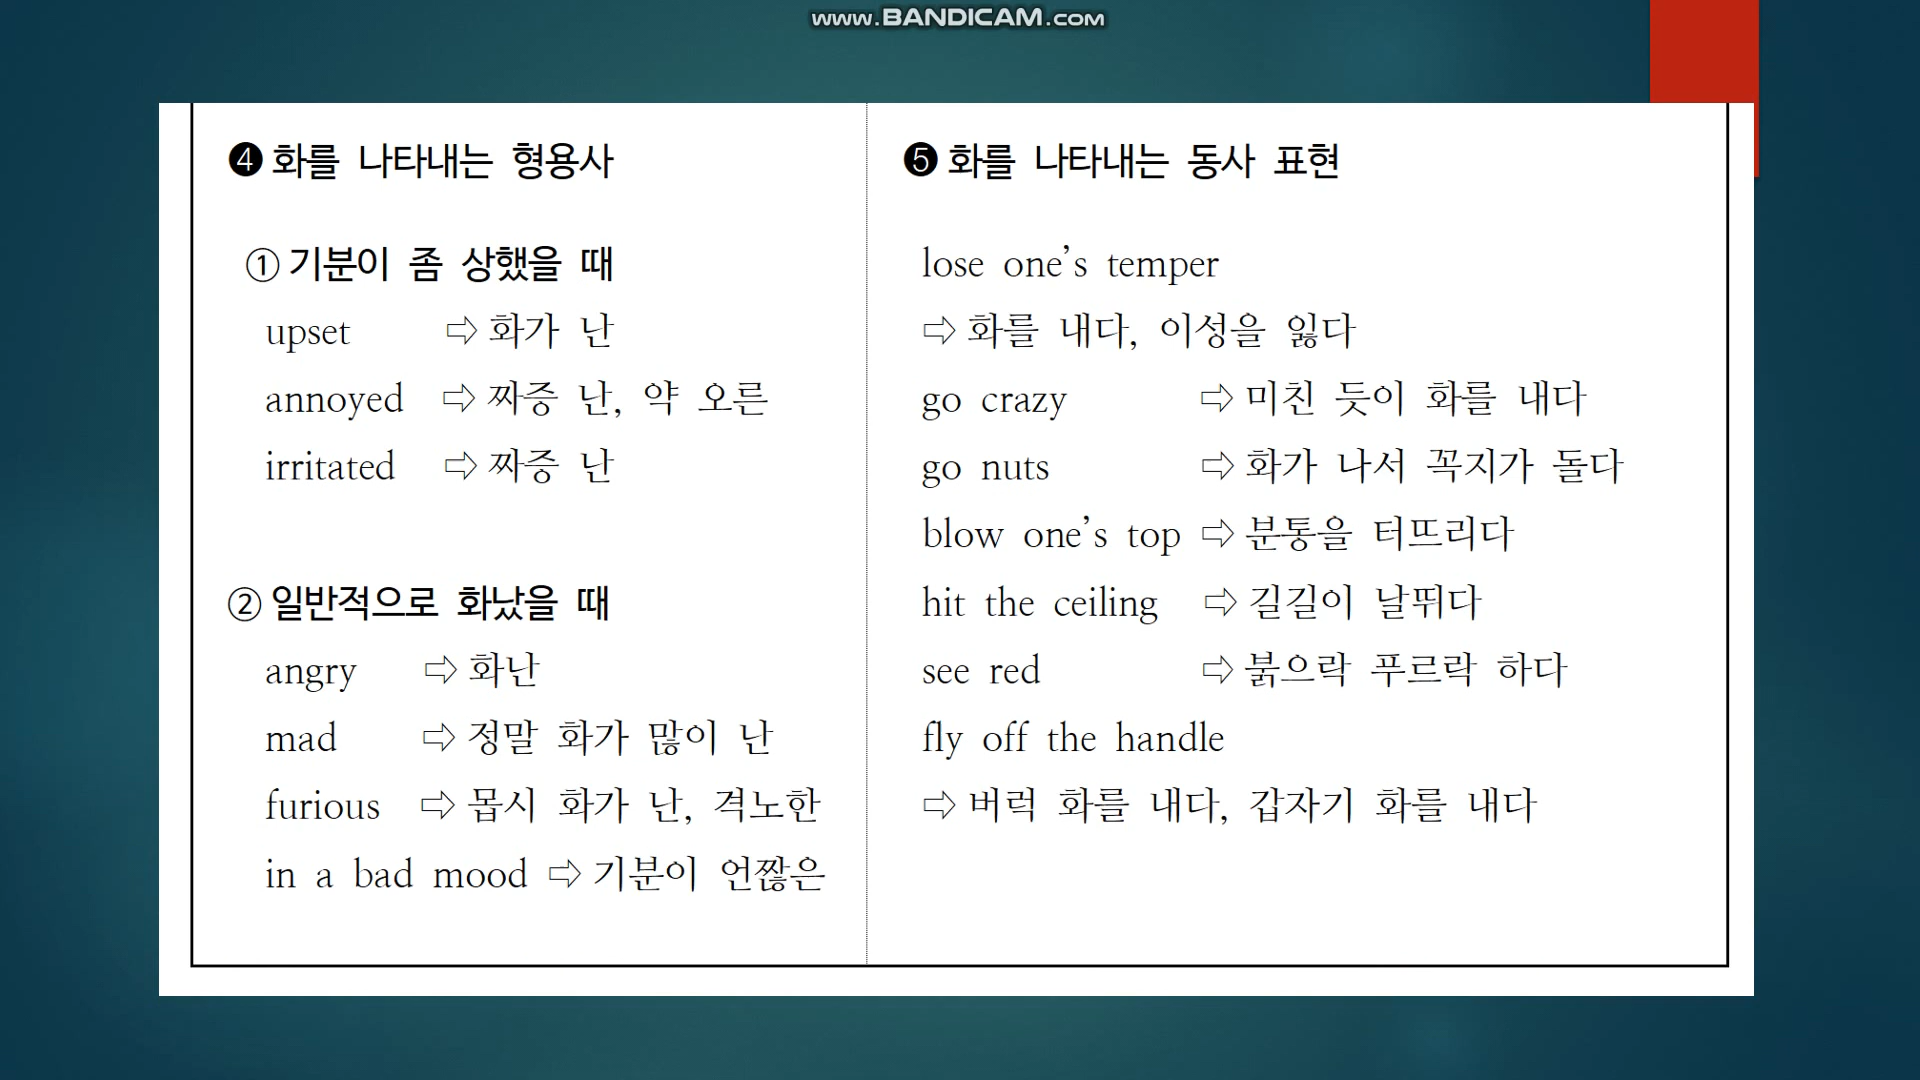 www.BANDICAM.com
❹ 화를 나타내는 형용사
① 기분이 좀 상했을 때
upset ⇨ 화가 난
annoyed ⇨ 짜증 난, 약 오른
irritated ⇨ 짜증 난
② 일반적으로 화났을 때
angry ⇨ 화난
mad ⇨ 정말 화가 많이 난
furious ⇨ 몹시 화가 난, 격노한
in a bad mood ⇨ 기분이 언짢은
❺ 화를 나타내는 동사 표현
lose one's temper
⇨ 화를 내다, 이성을 잃다
go crazy ⇨ 미친 듯이 화를 내다
go nuts ⇨ 화가 나서 꼭지가 돌다
blow one's top ⇨ 분통을 터뜨리다
hit the ceiling ⇨ 길길이 날뛰다
see red ⇨ 붉으락 푸르락 하다
fly off the handle
⇨ 버럭 화를 내다, 갑자기 화를 내다